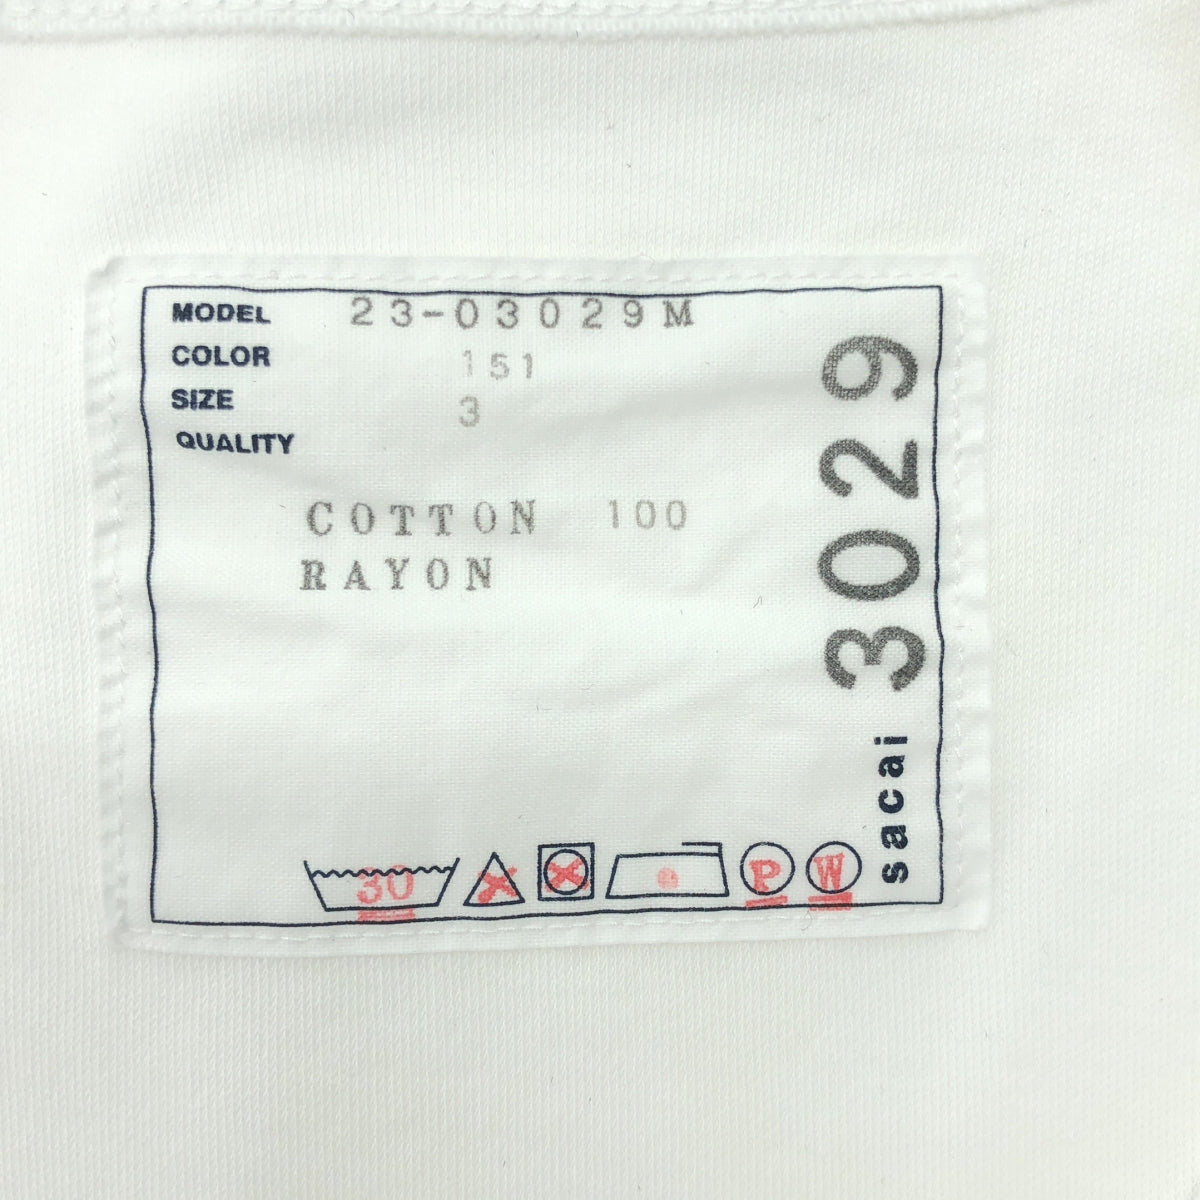 MODEL 23-03029M
COLOR 151
SIZE 3
QUALITY
COTTON 100
RAYON
30
P
W
sacai 3029